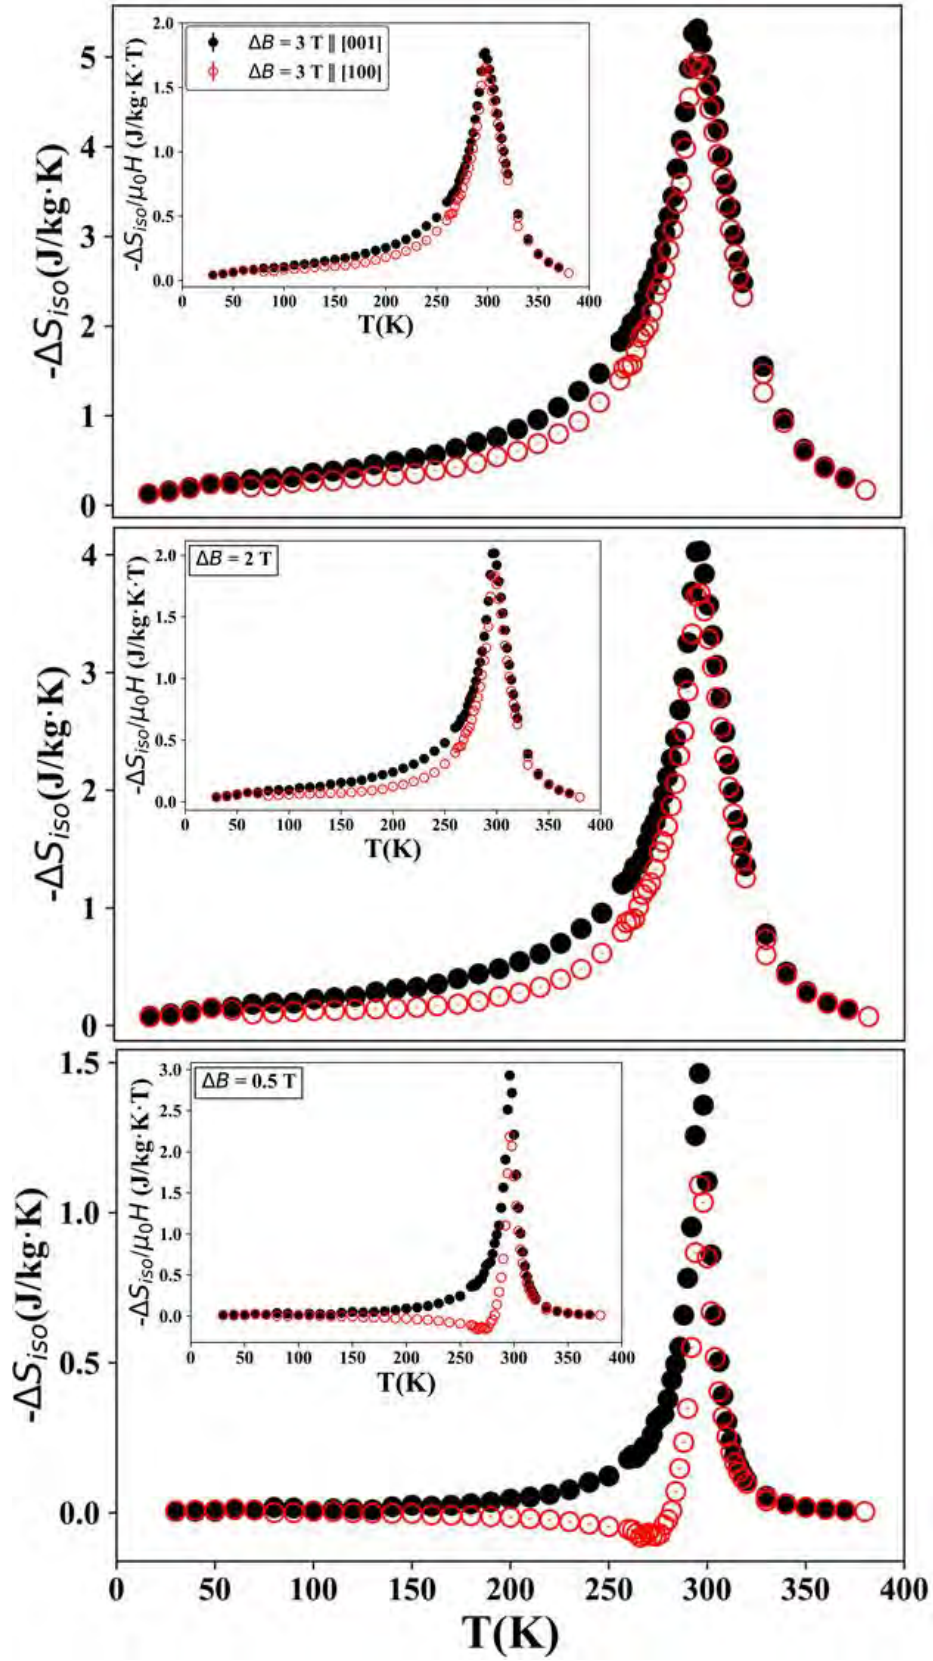 -ΔS_iso(J/kg·K)
5
4
3
2
1
0
-ΔS_iso/μ₀H (J/kg·K·T)
2.0
1.5
1.0
0.5
0.0
ΔB = 3 T ∥ [001]
ΔB = 3 T ∥ [100]
0 50 100 150 200 250 300 350 400
T(K)
-ΔS_iso(J/kg·K)
4
3
2
1
0
-ΔS_iso/μ₀H (J/kg·K·T)
2.0
1.5
1.0
0.5
0.0
ΔB = 2 T
0 50 100 150 200 250 300 350 400
T(K)
-ΔS_iso(J/kg·K)
1.5
1.0
0.5
0.0
-ΔS_iso/μ₀H (J/kg·K·T)
3.0
2.5
2.0
1.5
1.0
0.5
0.0
ΔB = 0.5 T
0 50 100 150 200 250 300 350 400
T(K)
0 50 100 150 200 250 300 350 400
T(K)